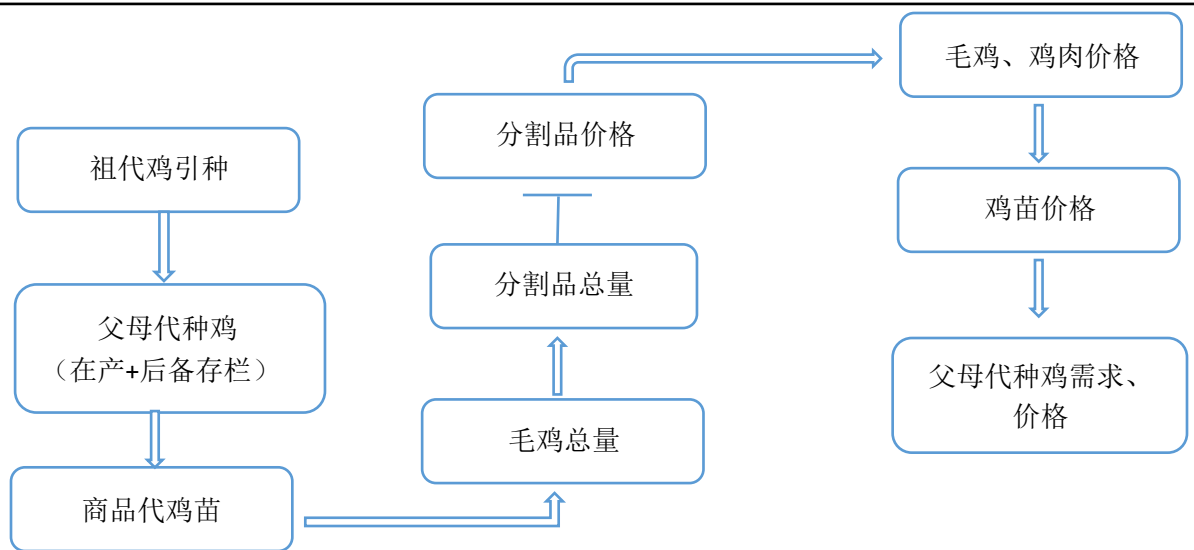 祖代鸡引种
父母代种鸡
（在产+后备存栏）
商品代鸡苗
毛鸡总量
分割品总量
分割品价格
毛鸡、鸡肉价格
鸡苗价格
父母代种鸡需求、
价格